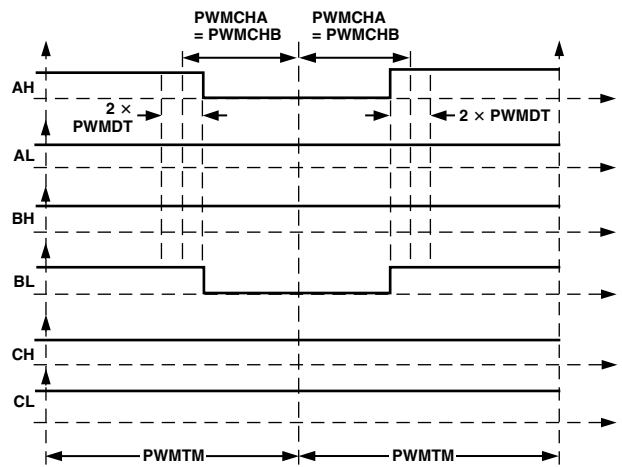 PWMCHA
= PWMCHB
PWMCHA
= PWMCHB
AH
2 ×
PWMDT
2 × PWMDT
AL
BH
BL
CH
CL
PWMTM
PWMTM